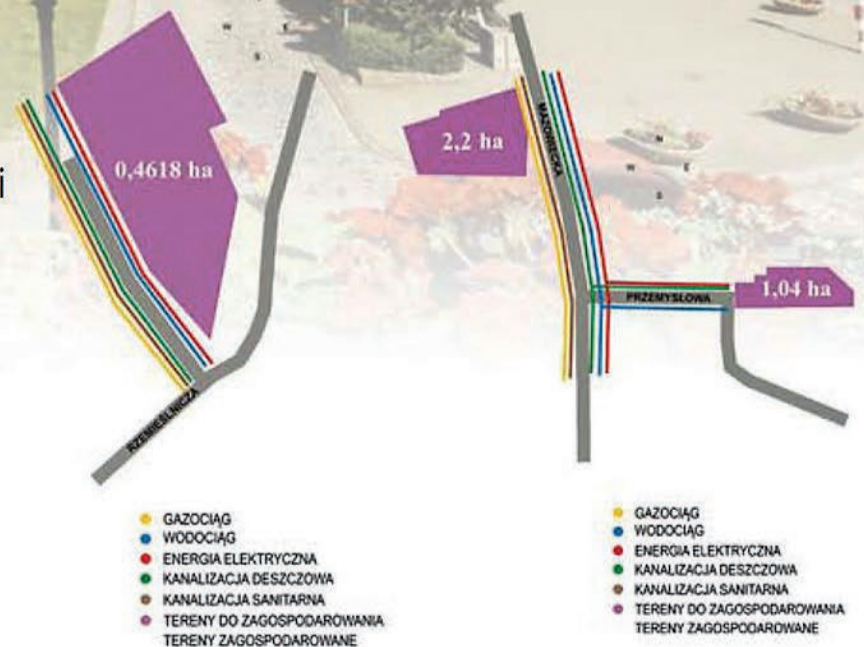 W E
S
i
0,4618 ha
RZEMIEŚLNICZA
GAZOCIĄG
WODOCIĄG
ENERGIA ELEKTRYCZNA
KANALIZACJA DESZCZOWA
KANALIZACJA SANITARNA
TERENY DO ZAGOSPODAROWANIA
TERENY ZAGOSPODAROWANE
2,2 ha
MAZOWIECKA
N
W E
S
PRZEMYSŁOWA
1,04 ha
GAZOCIĄG
WODOCIĄG
ENERGIA ELEKTRYCZNA
KANALIZACJA DESZCZOWA
KANALIZACJA SANITARNA
TERENY DO ZAGOSPODAROWANIA
TERENY ZAGOSPODAROWANE